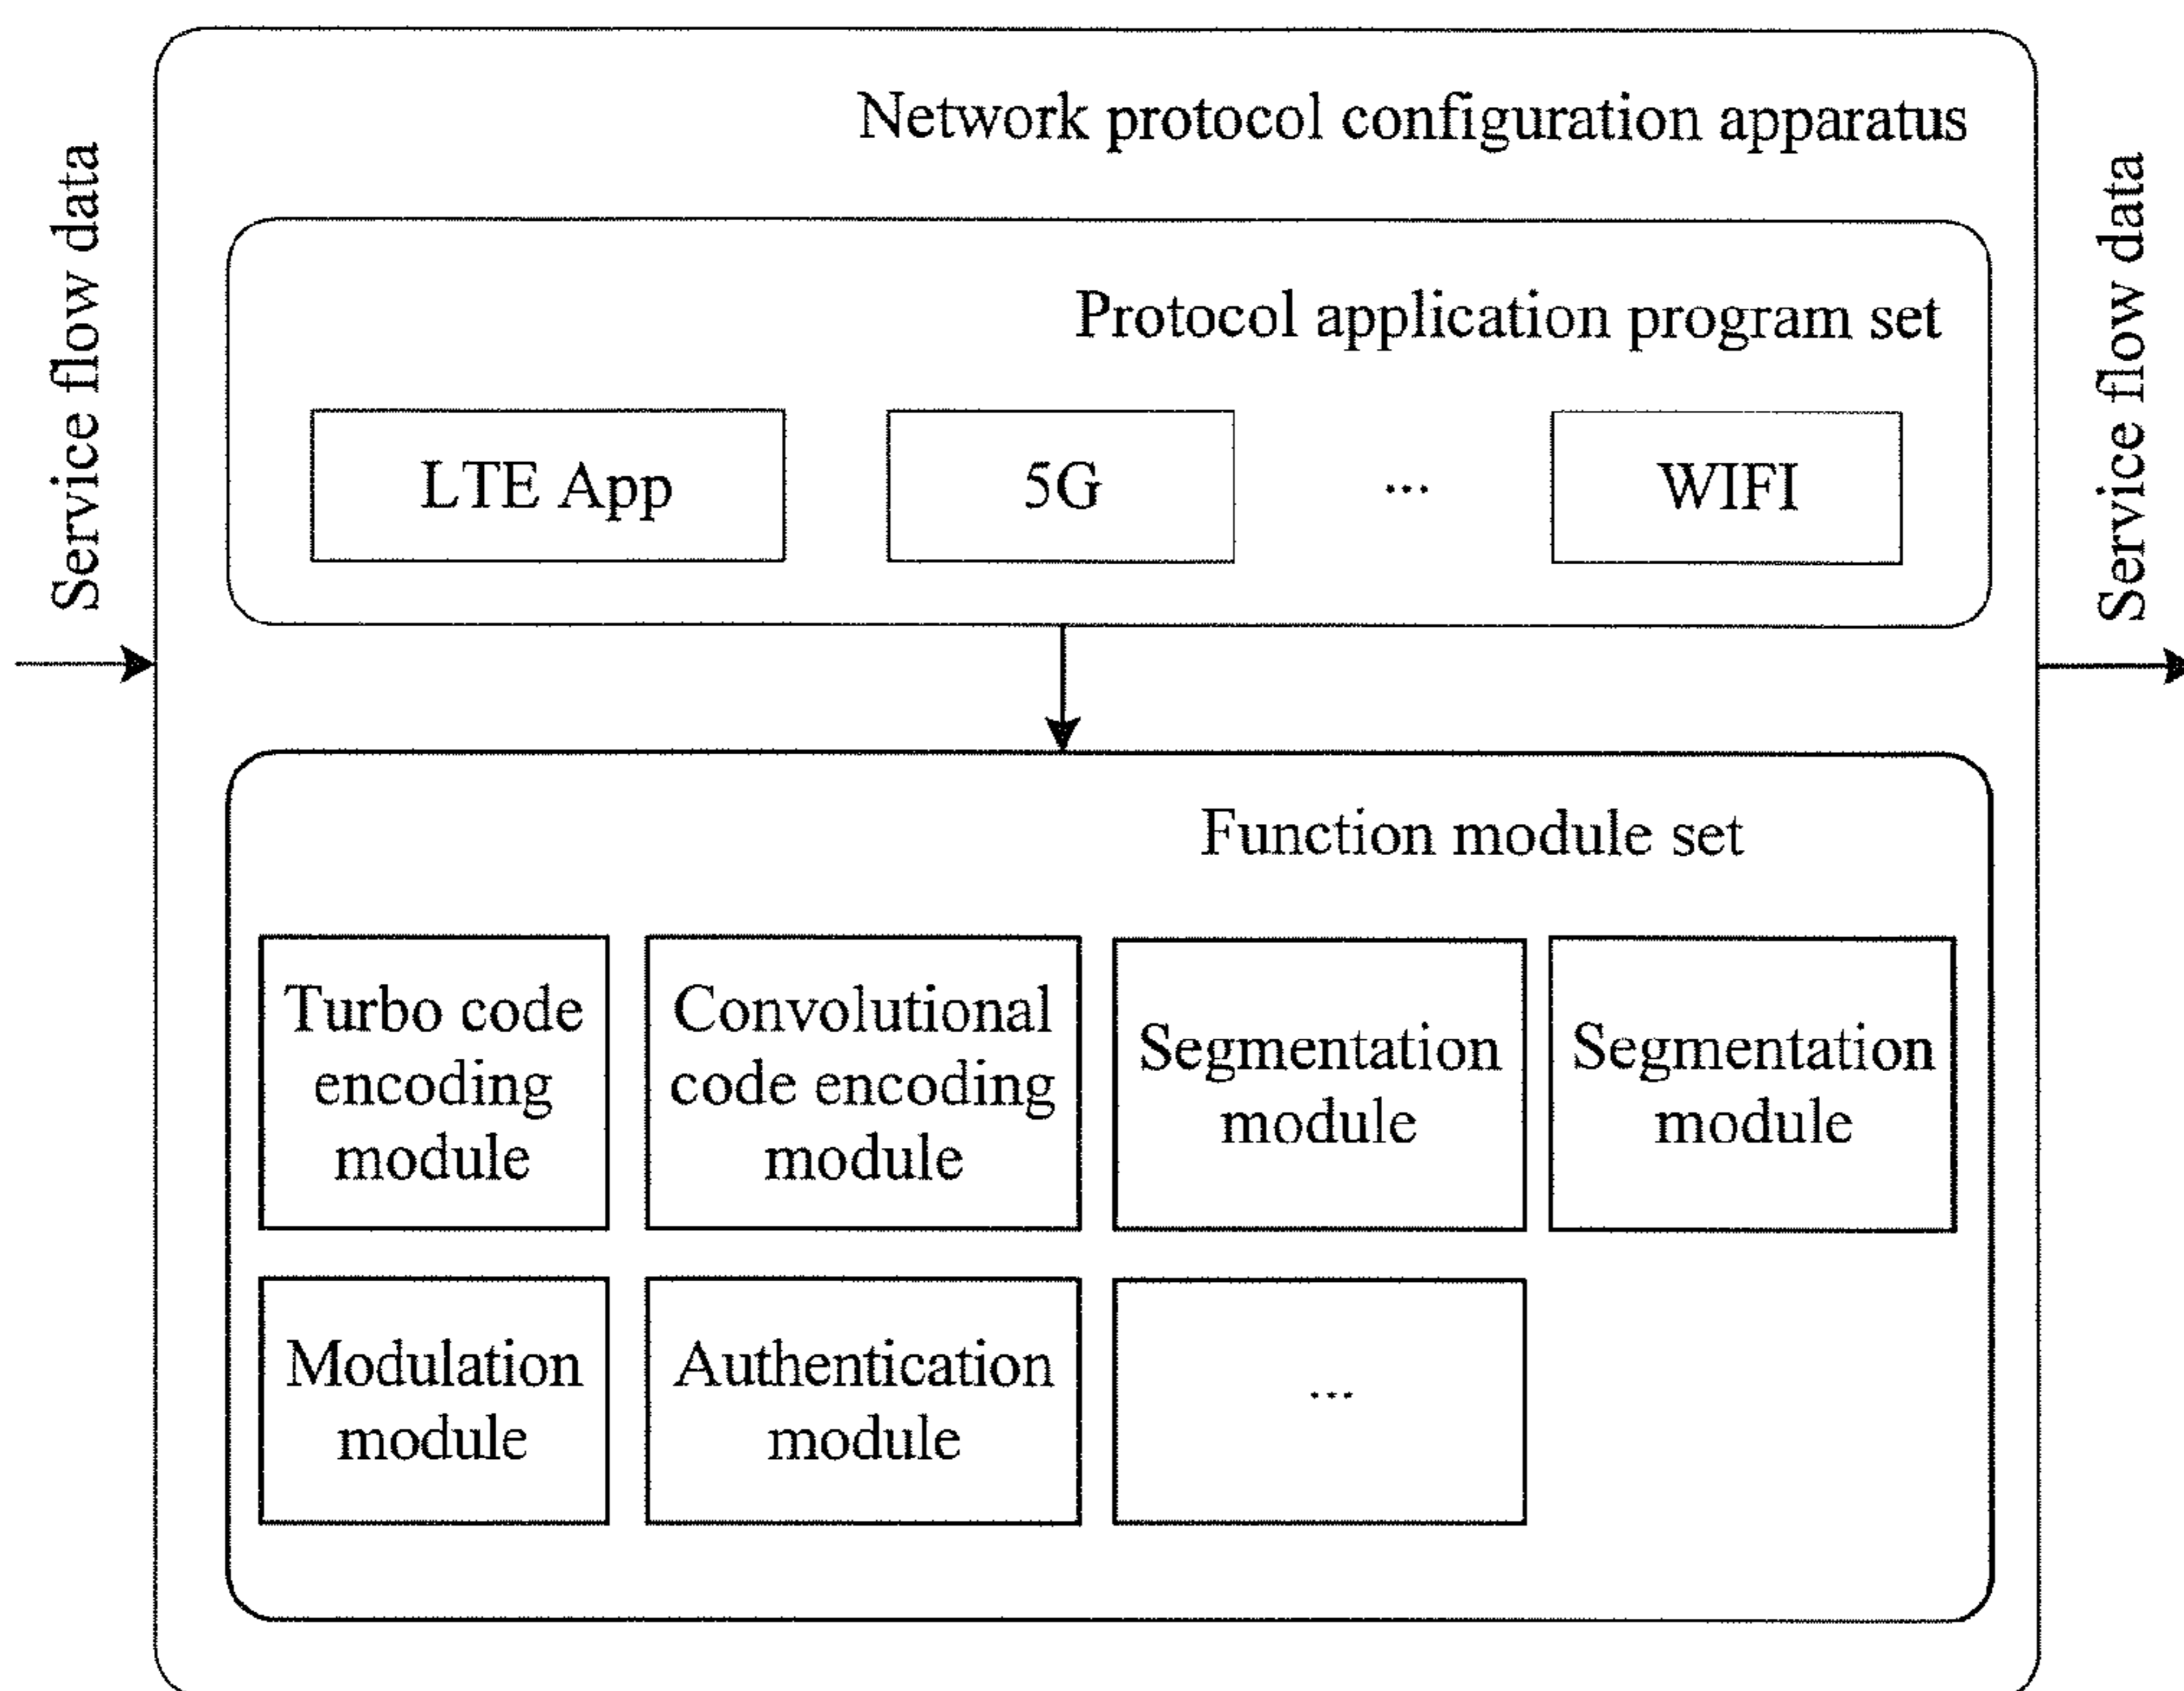 Network protocol configuration apparatus
Service flow data
Service flow data
Protocol application program set
LTE App
5G
...
WIFI
Function module set
Turbo code
encoding
module
Convolutional
code encoding
module
Segmentation
module
Segmentation
module
Modulation
module
Authentication
module
...